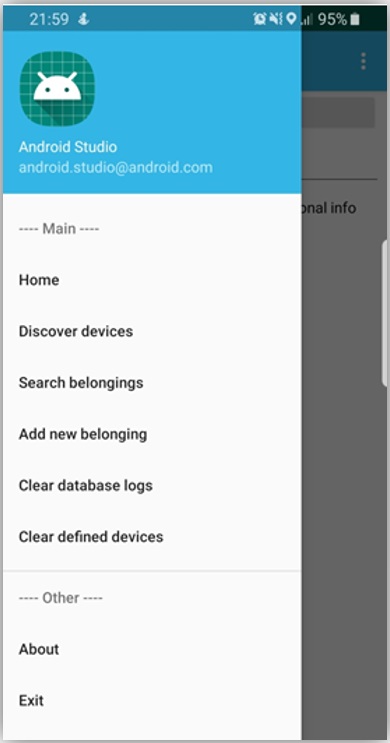 21:59 95%
Android Studio
android.studio@android.com
---- Main ----
onal info
Home
Discover devices
Search belongings
Add new belonging
Clear database logs
Clear defined devices
---- Other ----
About
Exit